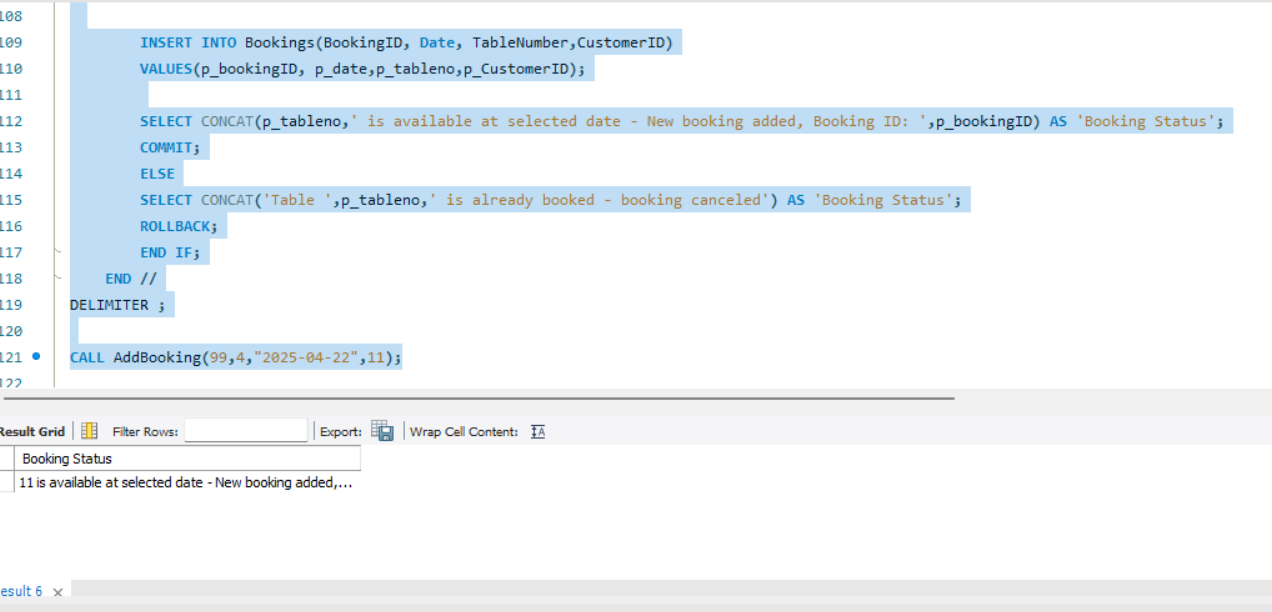 108
109 INSERT INTO Bookings(BookingID, Date, TableNumber,CustomerID)
110 VALUES(p_bookingID, p_date,p_tableno,p_CustomerID);
111
112 SELECT CONCAT(p_tableno,' is available at selected date - New booking added, Booking ID: ',p_bookingID) AS 'Booking Status';
113 COMMIT;
114 ELSE
115 SELECT CONCAT('Table ',p_tableno,' is already booked - booking canceled') AS 'Booking Status';
116 ROLLBACK;
117 END IF;
118 END //
119 DELIMITER ;
120
121 CALL AddBooking(99,4,"2025-04-22",11);
122
Result Grid Filter Rows: Export: Wrap Cell Content: IA
Booking Status
11 is available at selected date - New booking added,...
esult 6 ×